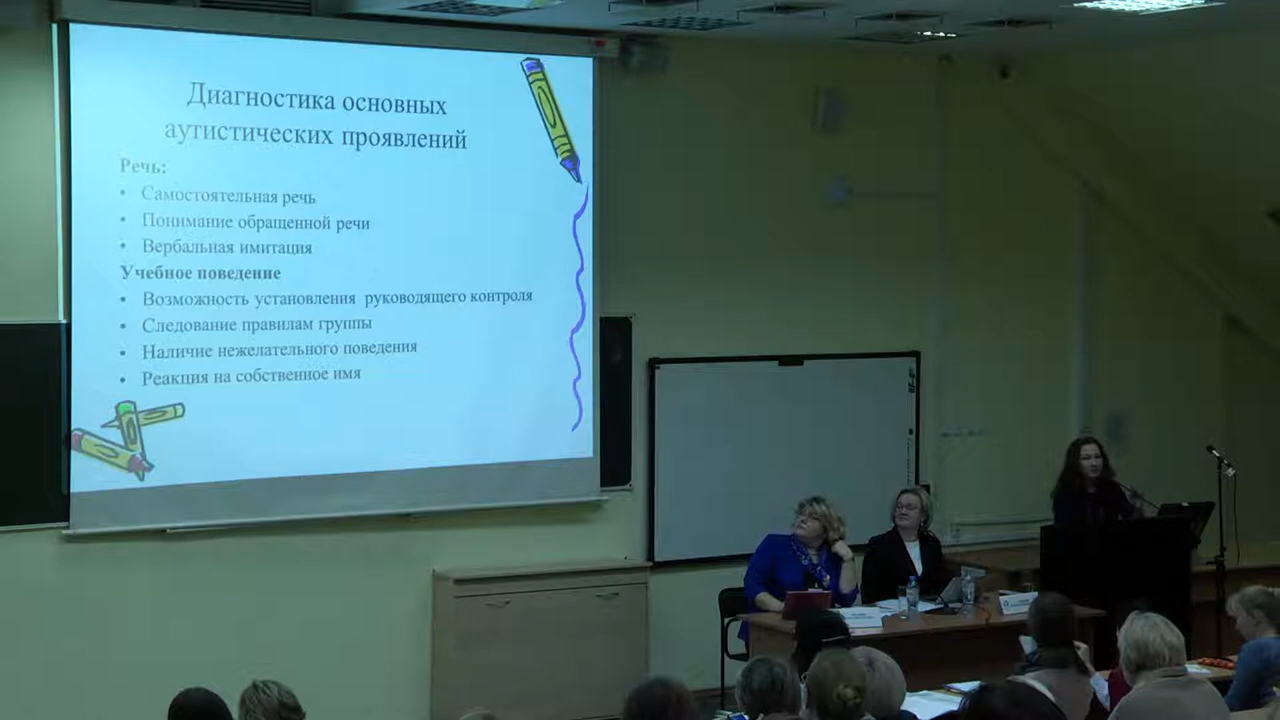 Диагностика основных
аутистических проявлений
Речь:
• Самостоятельная речь
• Понимание обращенной речи
• Вербальная имитация
Учебное поведение
• Возможность установления руководящего контроля
• Следование правилам группы
• Наличие нежелательного поведения
• Реакция на собственное имя